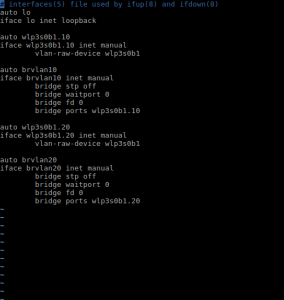 # interfaces(5) file used by ifup(8) and ifdown(8)
auto lo
iface lo inet loopback
auto wlp3s0b1.10
iface wlp3s0b1.10 inet manual
vlan-raw-device wlp3s0b1
auto brvlan10
iface brvlan10 inet manual
bridge stp off
bridge waitport 0
bridge fd 0
bridge ports wlp3s0b1.10
auto wlp3s0b1.20
iface wlp3s0b1.20 inet manual
vlan-raw-device wlp3s0b1
auto brvlan20
iface brvlan20 inet manual
bridge stp off
bridge waitport 0
bridge fd 0
bridge ports wlp3s0b1.20
~
~
~
~
~
~
~
~
~
~
~